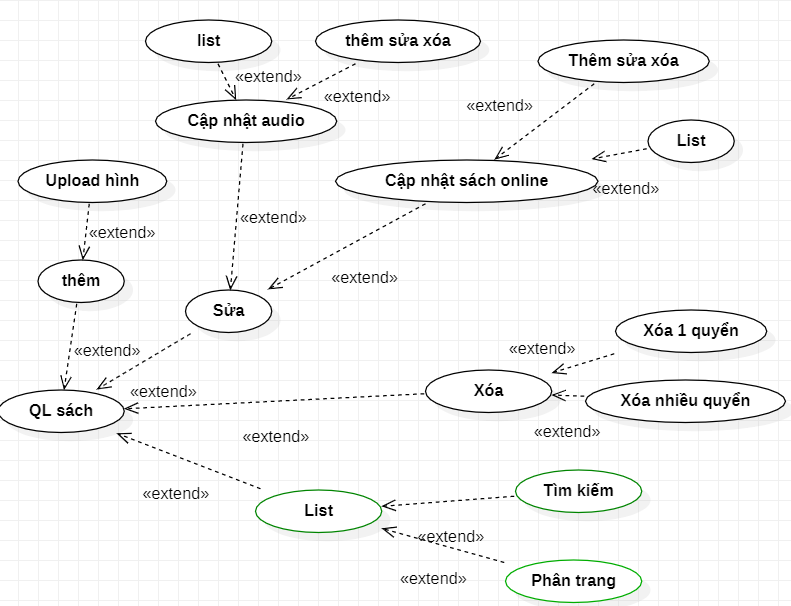 list
thêm sửa xóa
Thêm sửa xóa
«extend»
«extend»
«extend»
Cập nhật audio
List
Upload hình
Cập nhật sách online
«extend»
«extend»
«extend»
thêm
«extend»
Sửa
Xóa 1 quyển
«extend»
«extend»
«extend»
Xóa
Xóa nhiều quyển
QL sách
«extend»
«extend»
«extend»
Tìm kiếm
List
«extend»
Phân trang
«extend»